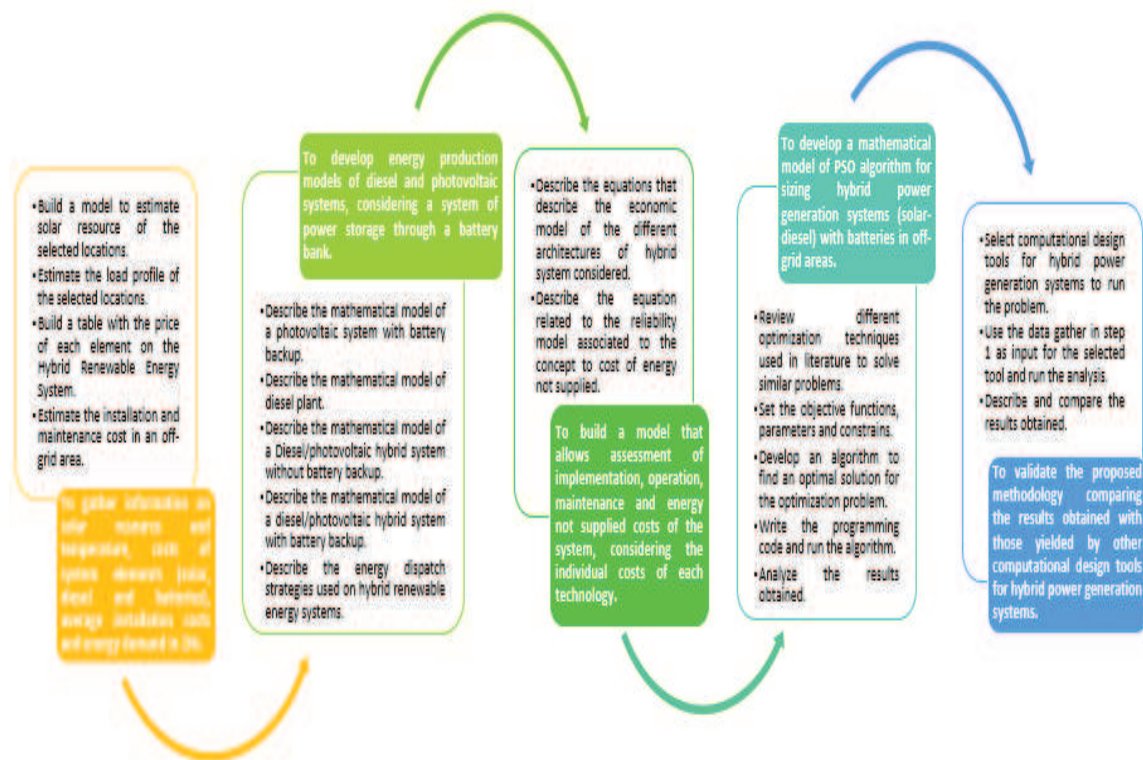 •Build a model to estimate
solar resource of the
selected locations.
•Estimate the load profile of
the selected locations.
•Build a table with the price
of each element on the
Hybrid Renewable Energy
System.
•Estimate the installation and
maintenance cost in an off-
grid area.
To gather information on
solar resource and
temperature, costs of
system elements (solar,
diesel and batteries),
average installation costs
and energy demand in
To develop energy production
models of diesel and photovoltaic
systems, considering a system of
power storage through a battery
bank.
•Describe the mathematical model of
a photovoltaic system with battery
backup.
•Describe the mathematical model of
diesel plant.
•Describe the mathematical model of
a Diesel/photovoltaic hybrid system
without battery backup.
•Describe the mathematical model of
a diesel/photovoltaic hybrid system
with battery backup.
•Describe the energy dispatch
strategies used on hybrid renewable
energy systems.
•Describe the equations that
describe the economic
model of the different
architectures of hybrid
system considered.
•Describe the equation
related to the reliability
model associated to the
concept to cost of energy
not supplied.
To build a model that
allows assessment of
implementation, operation,
maintenance and energy
not supplied costs of the
system, considering the
individual costs of each
technology.
To develop a mathematical
model of PSO algorithm for
sizing hybrid power
generation systems (solar-
diesel) with batteries in off-
grid areas.
•Review different
optimization techniques
used in literature to solve
similar problems.
•Set the objective functions,
parameters and constrains.
•Develop an algorithm to
find an optimal solution for
the optimization problem.
•Write the programming
code and run the algorithm.
•Analyze the results
obtained.
•Select computational design
tools for hybrid power
generation systems to run
the problem.
•Use the data gather in step
1 as input for the selected
tool and run the analysis.
•Describe and compare the
results obtained.
To validate the proposed
methodology comparing
the results obtained with
those yielded by other
computational design tools
for hybrid power generation
systems.